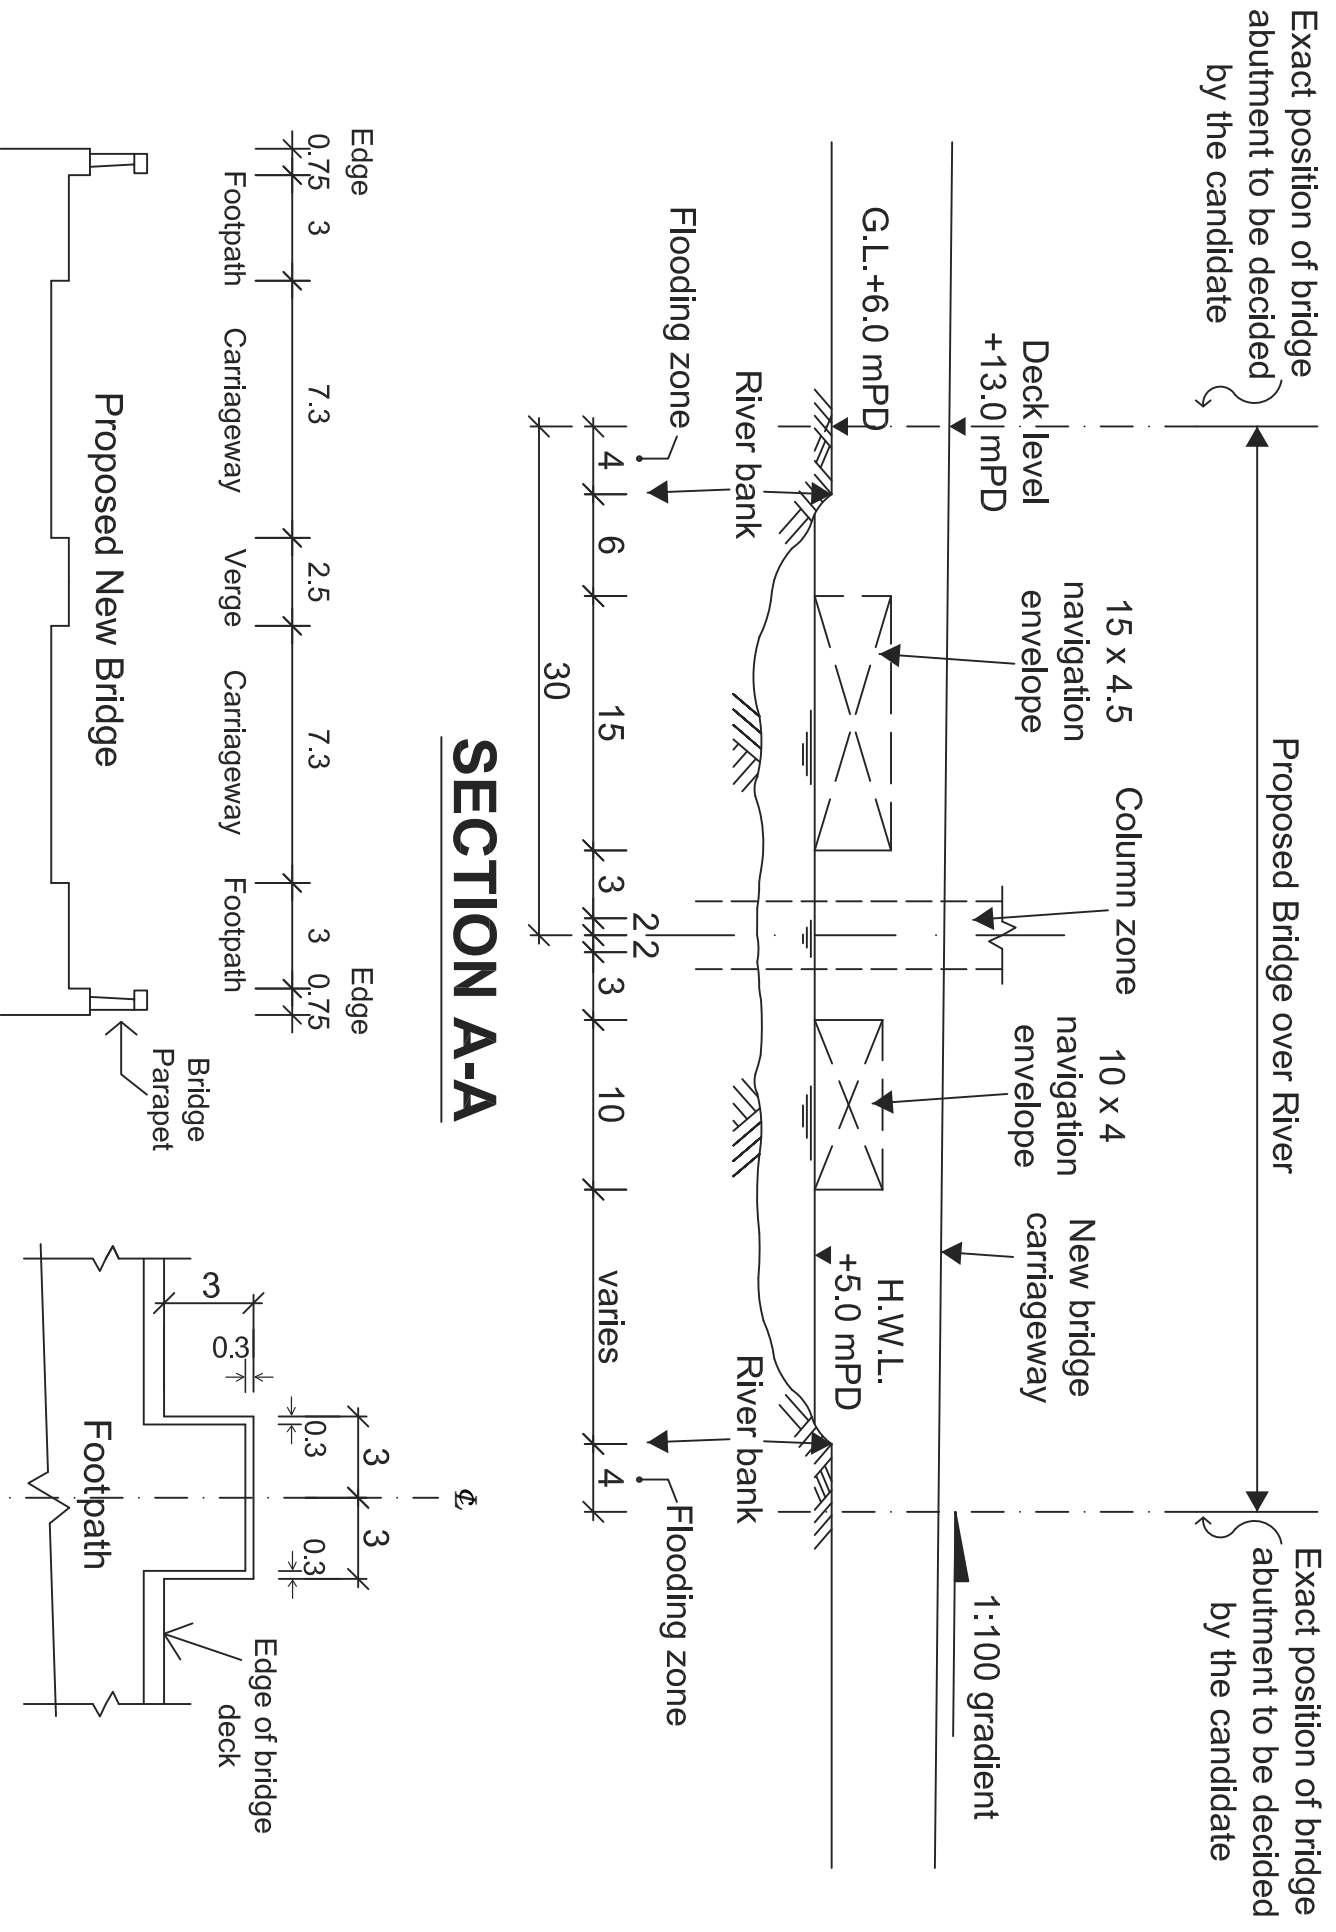 Exact position of bridge
abutment to be decided
by the candidate
Proposed Bridge over River
Exact position of bridge
abutment to be decided
by the candidate
Deck level
+13.0 mPD
15 x 4.5
navigation
envelope
Column zone
10 x 4
navigation
envelope
New bridge
carriageway
1:100 gradient
G.L.+6.0 mPD
H.W.L.
+5.0 mPD
River bank
River bank
Flooding zone
Flooding zone
4
6
15
3
2
2
3
10
varies
4
30
SECTION A-A
Edge
Edge
0.75
3
7.3
2.5
7.3
3
0.75
Footpath
Carriageway
Verge
Carriageway
Footpath
Bridge
Parapet
Proposed New Bridge
℄
3
3
0.3
0.3
3
0.3
Edge of bridge
deck
Footpath